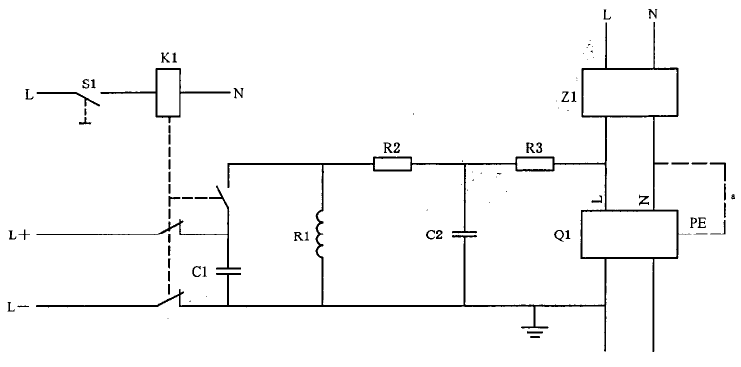 L N
K1
S1
L N
Z1
R2 R3
L N
PE
L+ R1 C2 Q1
C1
L−